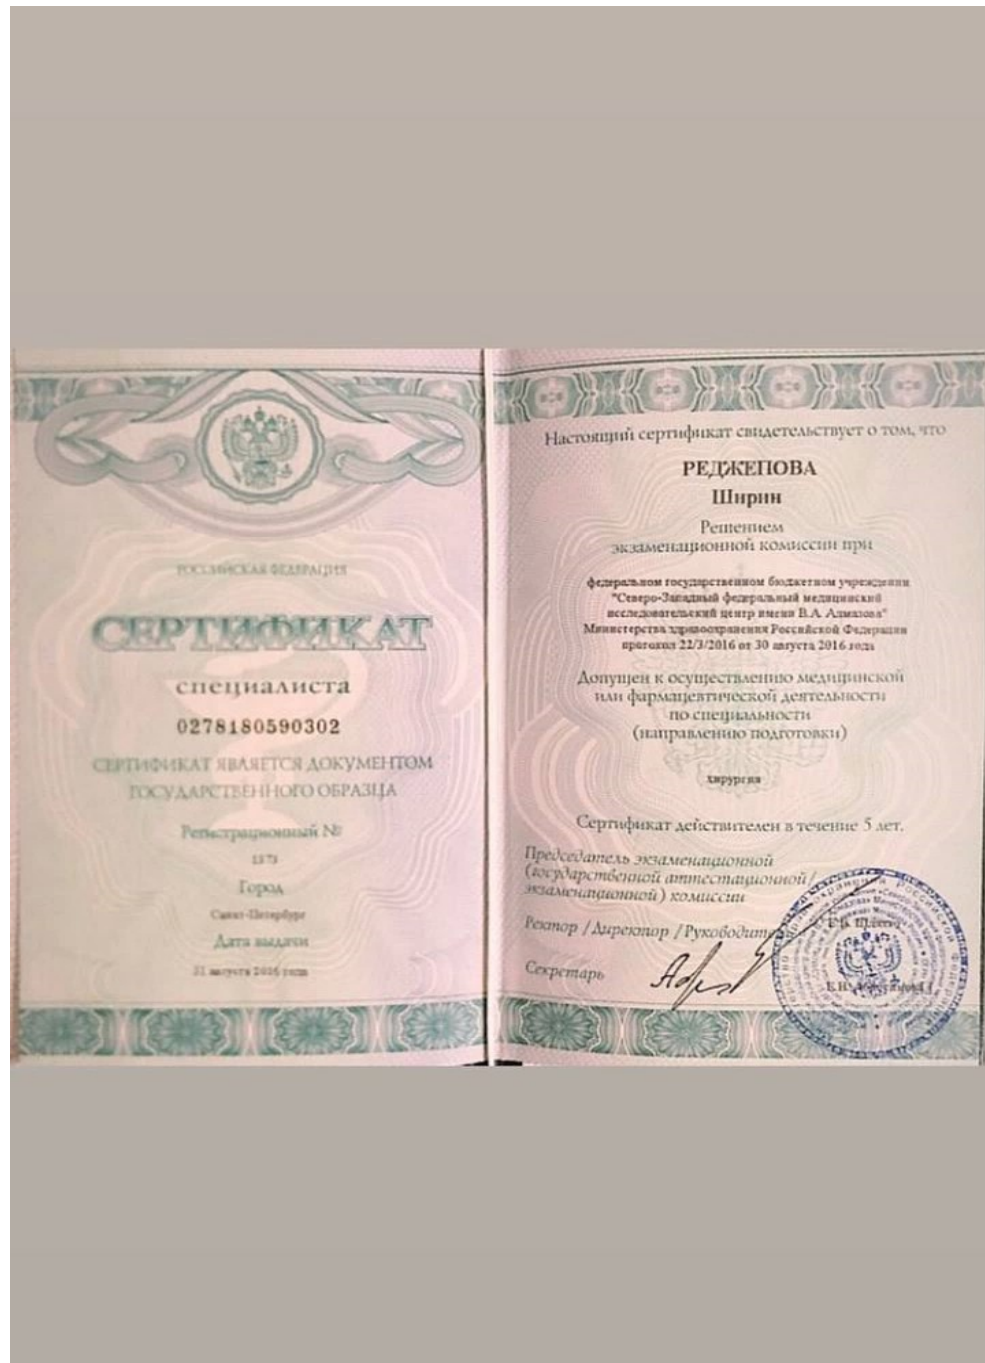 РОССИЙСКАЯ ФЕДЕРАЦИЯ
СЕРТИФИКАТ
специалиста
0278180590302
СЕРТИФИКАТ ЯВЛЯЕТСЯ ДОКУМЕНТОМ
ГОСУДАРСТВЕННОГО ОБРАЗЦА
Регистрационный №
Город
Санкт-Петербург
Дата выдачи
31 августа 2016 года
Настоящий сертификат свидетельствует о том, что
РЕДЖЕПОВА
Ширин
Решением
экзаменационной комиссии при
федеральном государственном бюджетном учреждении
"Северо-Западный федеральный медицинский
исследовательский центр имени В.А. Алмазова"
Министерства здравоохранения Российской Федерации
протокол 22/3/2016 от 30 августа 2016 года
Допущен к осуществлению медицинской
или фармацевтической деятельности
по специальности
(направлению подготовки)
хирургия
Сертификат действителен в течение 5 лет.
Председатель экзаменационной
(государственной аттестационной/
экзаменационной) комиссии
Ректор /Директор /Руководитель
Секретарь